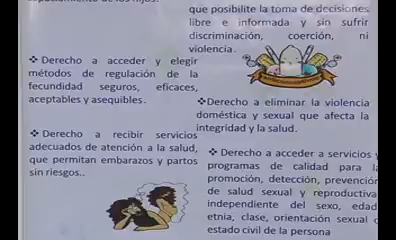 ❖ Derecho a acceder y elegir
métodos de regulación de la
fecundidad seguros, eficaces,
aceptables y asequibles.
❖ Derecho a recibir servicios
adecuados de atención a la salud,
que permitan embarazos y partos
sin riesgos..
que posibilite la toma de decisiones
libre e informada y sin sufrir
discriminación, coerción, ni
violencia.
❖Derecho a eliminar la violencia
doméstica y sexual que afecta la
integridad y la salud.
❖ Derecho a acceder a servicios y
programas de calidad para la
promoción, detección, prevención
de salud sexual y reproductiva
independiente del sexo, edad
etnia, clase, orientación sexual o
estado civil de la persona